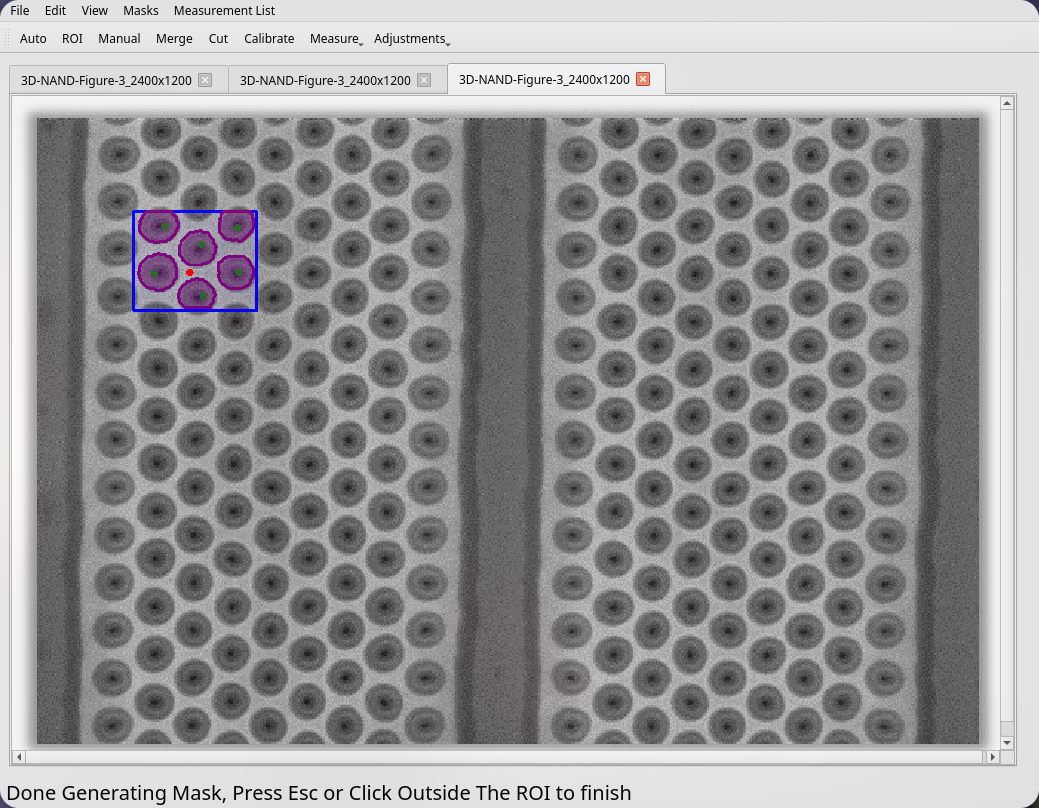 File Edit View Masks Measurement List
Auto ROI Manual Merge Cut Calibrate Measure Adjustments
3D-NAND-Figure-3_2400x1200 3D-NAND-Figure-3_2400x1200 3D-NAND-Figure-3_2400x1200
Done Generating Mask, Press Esc or Click Outside The ROI to finish